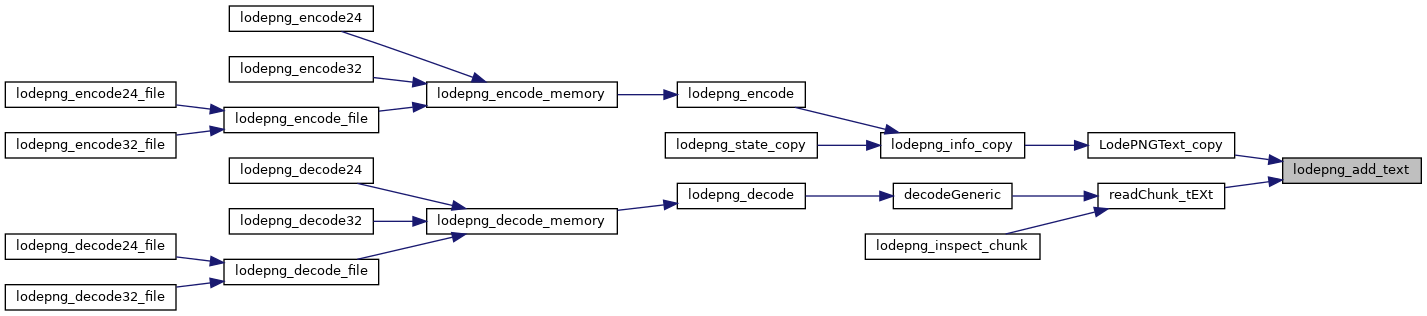 lodepng_encode24
lodepng_encode32
lodepng_encode24_file
lodepng_encode_memory
lodepng_encode
lodepng_encode_file
lodepng_encode32_file
lodepng_state_copy
lodepng_info_copy
LodePNGText_copy
lodepng_decode24
lodepng_add_text
lodepng_decode
decodeGeneric
readChunk_tEXt
lodepng_decode32
lodepng_decode_memory
lodepng_decode24_file
lodepng_inspect_chunk
lodepng_decode_file
lodepng_decode32_file